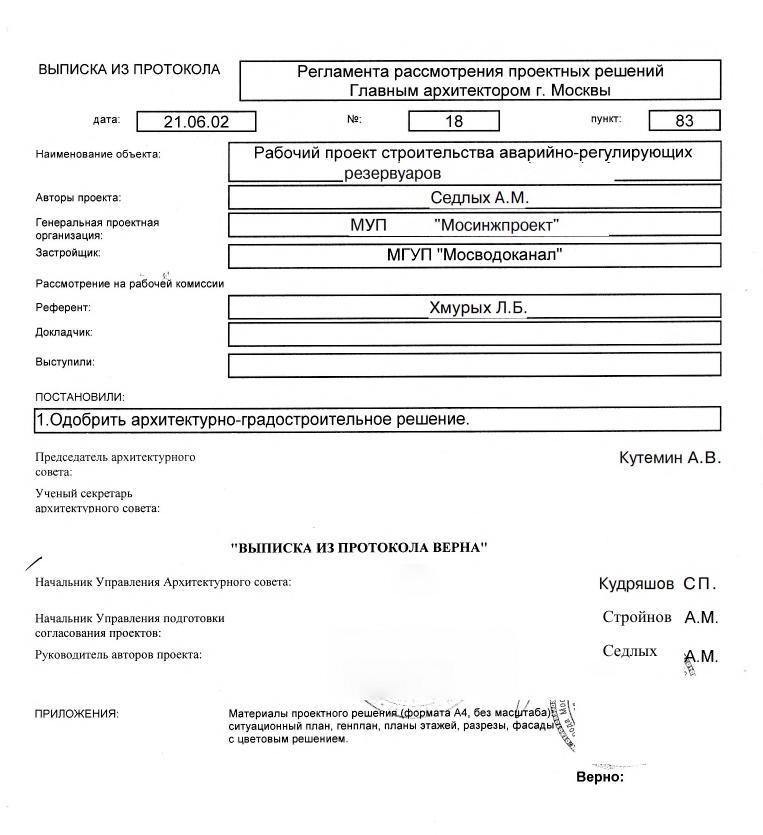 ВЫПИСКА ИЗ ПРОТОКОЛА
Регламента рассмотрения проектных решений
Главным архитектором г. Москвы
дата: 21.06.02 №: 18 пункт: 83
Наименование объекта:
Рабочий проект строительства аварийно-регулирующих
резервуаров
Авторы проекта: Седлых А.М.
Генеральная проектная
организация:
МУП "Мосинжпроект"
Застройщик: МГУП "Мосводоканал"
Рассмотрение на рабочей комиссии
Референт: Хмурых Л.Б.
Докладчик:
Выступили:
ПОСТАНОВИЛИ:
1.Одобрить архитектурно-градостроительное решение.
Председатель архитектурного
совета:
Кутемин А.В.
Ученый секретарь
архитектурного совета:
"ВЫПИСКА ИЗ ПРОТОКОЛА ВЕРНА"
Начальник Управления Архитектурного совета: Кудряшов СП.
Начальник Управления подготовки
согласования проектов:
Стройнов А.М.
Руководитель авторов проекта: Седлых А.М.
ПРИЛОЖЕНИЯ:
Материалы проектного решения (формата А4, без масштаба):
ситуационный план, генплан, планы этажей, разрезы, фасады
с цветовым решением.
Верно: